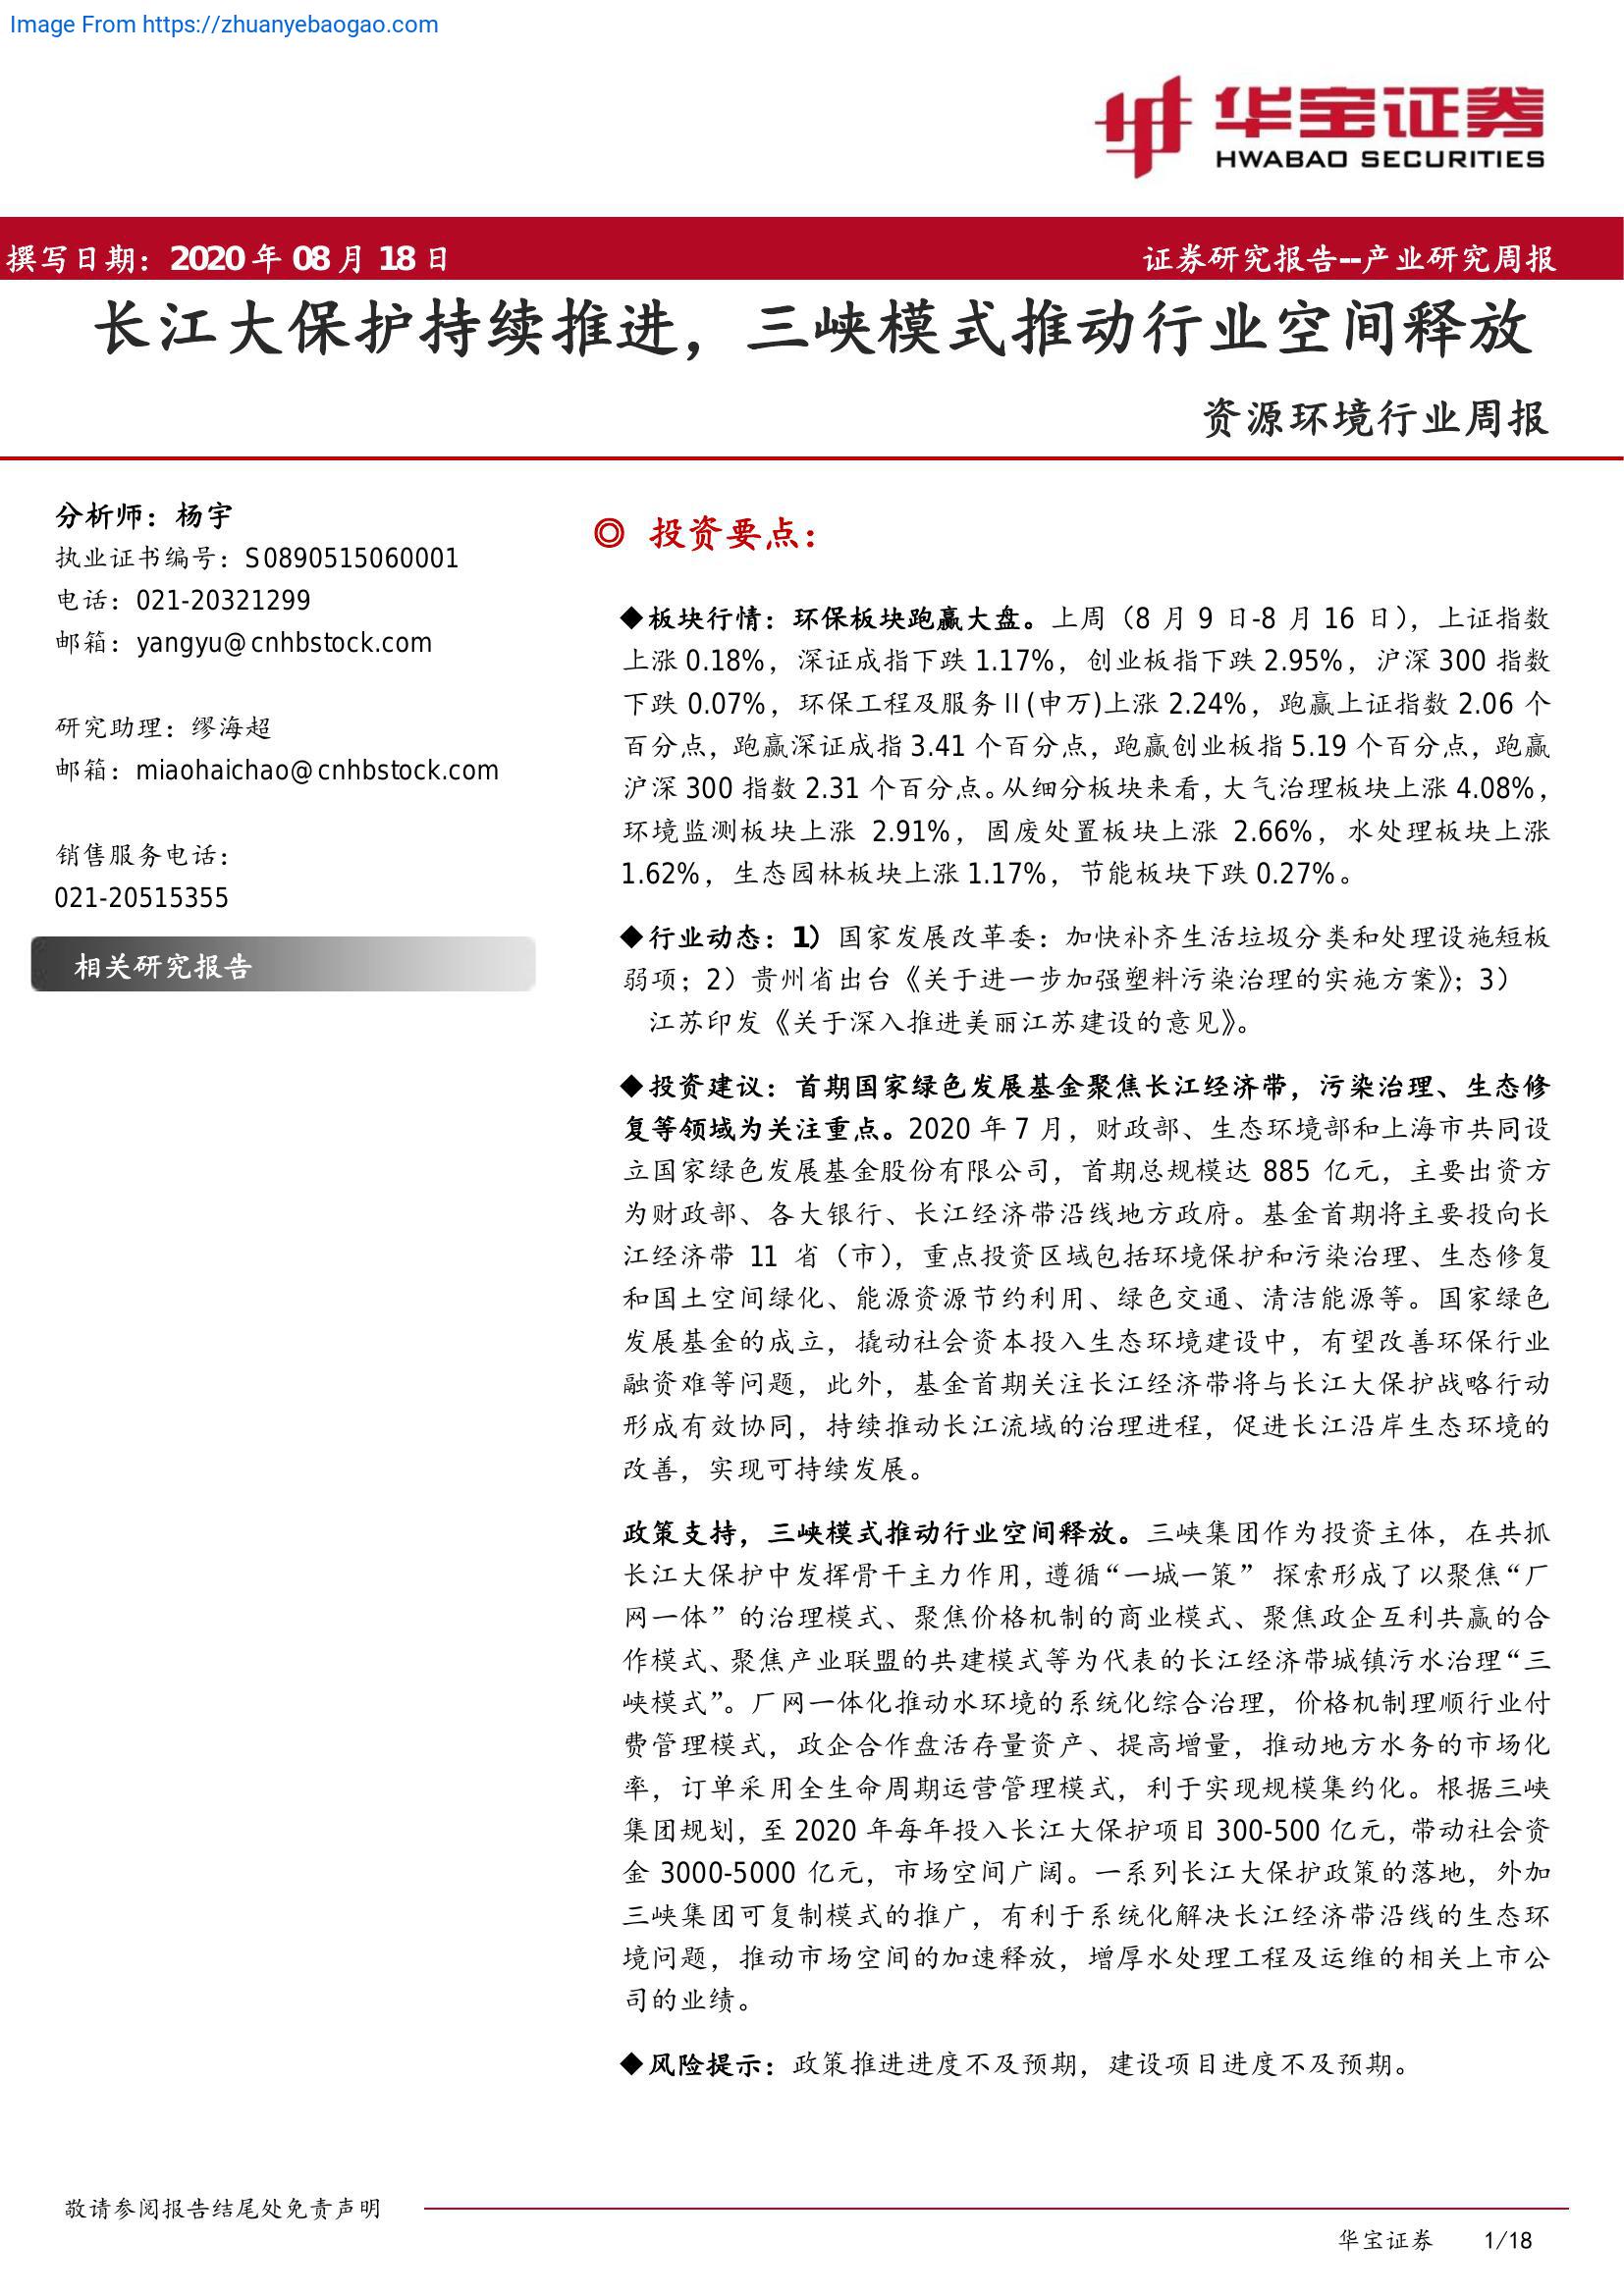 Image From https://zhuanyebaogao.com
华宝证券
HWABAO SECURITIES
撰写日期：2020 年 08 月 18 日
证券研究报告--产业研究周报
长江大保护持续推进，三峡模式推动行业空间释放
资源环境行业周报
分析师：杨宇
执业证书编号：S0890515060001
电话：021-20321299
邮箱：yangyu@cnhbstock.com
研究助理：缪海超
邮箱：miaohaichao@cnhbstock.com
销售服务电话：
021-20515355
相关研究报告
◎ 投资要点：
◆板块行情：环保板块跑赢大盘。上周（8 月 9 日-8 月 16 日），上证指数
上涨 0.18%，深证成指下跌 1.17%，创业板指下跌 2.95%，沪深 300 指数
下跌 0.07%，环保工程及服务Ⅱ(申万)上涨 2.24%，跑赢上证指数 2.06 个
百分点，跑赢深证成指 3.41 个百分点，跑赢创业板指 5.19 个百分点，跑赢
沪深 300 指数 2.31 个百分点。从细分板块来看，大气治理板块上涨 4.08%，
环境监测板块上涨 2.91%，固废处置板块上涨 2.66%，水处理板块上涨
1.62%，生态园林板块上涨 1.17%，节能板块下跌 0.27%。
◆行业动态：1）国家发展改革委：加快补齐生活垃圾分类和处理设施短板
弱项；2）贵州省出台《关于进一步加强塑料污染治理的实施方案》；3）
江苏印发《关于深入推进美丽江苏建设的意见》。
◆投资建议：首期国家绿色发展基金聚焦长江经济带，污染治理、生态修
复等领域为关注重点。2020 年 7 月，财政部、生态环境部和上海市共同设
立国家绿色发展基金股份有限公司，首期总规模达 885 亿元，主要出资方
为财政部、各大银行、长江经济带沿线地方政府。基金首期将主要投向长
江经济带 11 省（市），重点投资区域包括环境保护和污染治理、生态修复
和国土空间绿化、能源资源节约利用、绿色交通、清洁能源等。国家绿色
发展基金的成立，撬动社会资本投入生态环境建设中，有望改善环保行业
融资难等问题，此外，基金首期关注长江经济带将与长江大保护战略行动
形成有效协同，持续推动长江流域的治理进程，促进长江沿岸生态环境的
改善，实现可持续发展。
政策支持，三峡模式推动行业空间释放。三峡集团作为投资主体，在共抓
长江大保护中发挥骨干主力作用，遵循“一城一策” 探索形成了以聚焦“厂
网一体”的治理模式、聚焦价格机制的商业模式、聚焦政企互利共赢的合
作模式、聚焦产业联盟的共建模式等为代表的长江经济带城镇污水治理“三
峡模式”。厂网一体化推动水环境的系统化综合治理，价格机制理顺行业付
费管理模式，政企合作盘活存量资产、提高增量，推动地方水务的市场化
率，订单采用全生命周期运营管理模式，利于实现规模集约化。根据三峡
集团规划，至 2020 年每年投入长江大保护项目 300-500 亿元，带动社会资
金 3000-5000 亿元，市场空间广阔。一系列长江大保护政策的落地，外加
三峡集团可复制模式的推广，有利于系统化解决长江经济带沿线的生态环
境问题，推动市场空间的加速释放，增厚水处理工程及运维的相关上市公
司的业绩。
◆风险提示：政策推进进度不及预期，建设项目进度不及预期。
敬请参阅报告结尾处免责声明
华宝证券 1/18